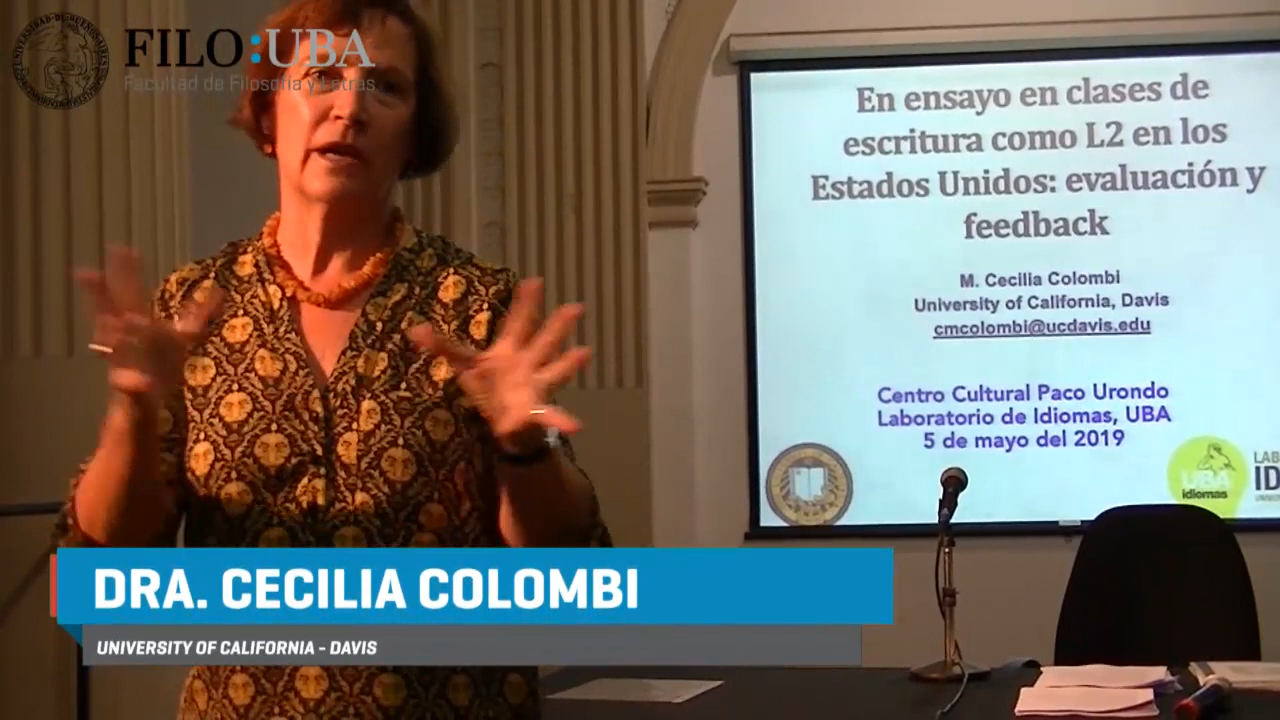 FILO:UBA
Facultad de Filosofía y Letras
En ensayo en clases de
escritura como L2 en los
Estados Unidos: evaluación y
feedback
M. Cecilia Colombi
University of California, Davis
cmcolombi@ucdavis.edu
Centro Cultural Paco Urondo
Laboratorio de Idiomas, UBA
5 de mayo del 2019
UBA
idiomas
LAB
ID
DRA. CECILIA COLOMBI
UNIVERSITY OF CALIFORNIA - DAVIS